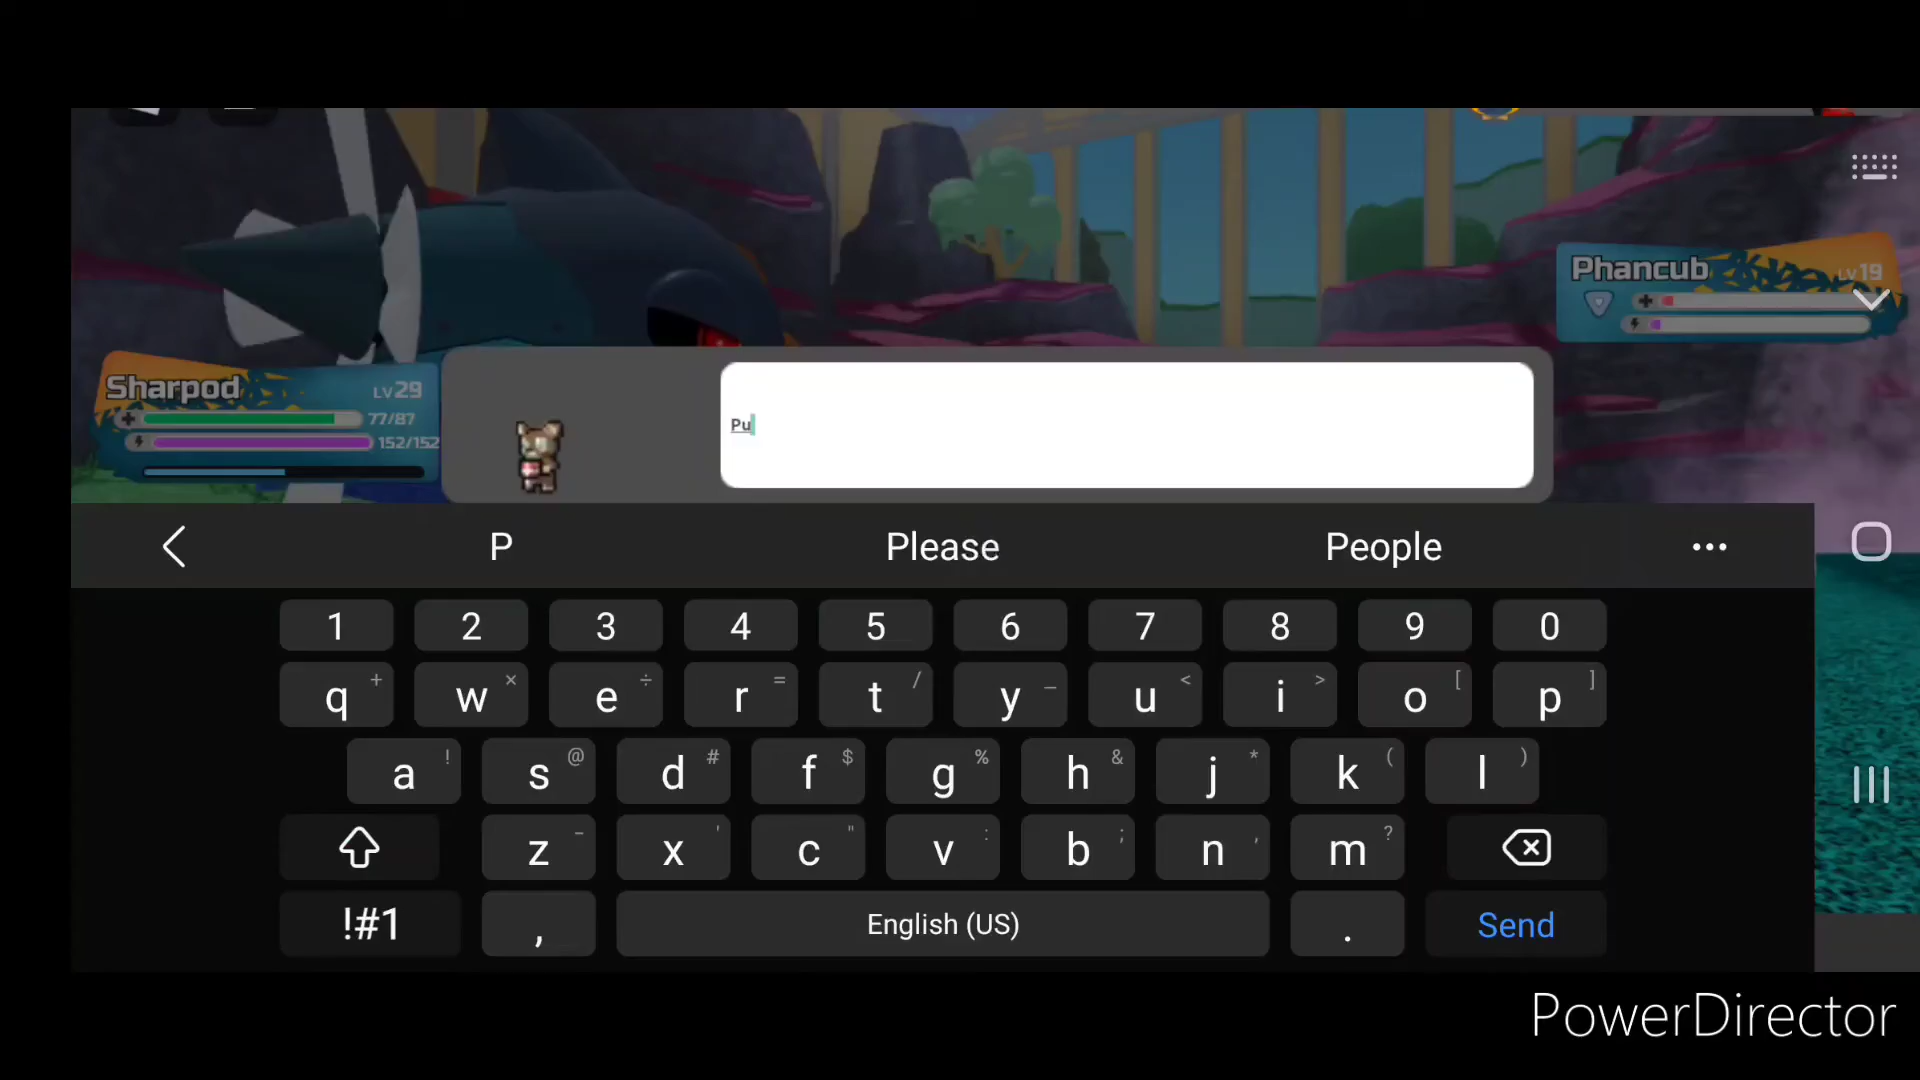 Phancub
LV19
Sharpod
LV29
77/87
152/152
Pu
P
Please
People
1 2 3 4 5 6 7 8 9 0
q + w × e ÷ r = t / y _ u < i > o [ p ]
a ! s @ d # f $ g % h & j * k ( l )
z - x ' c " v : b ; n , m ?
!#1
,
English (US)
.
Send
PowerDirector